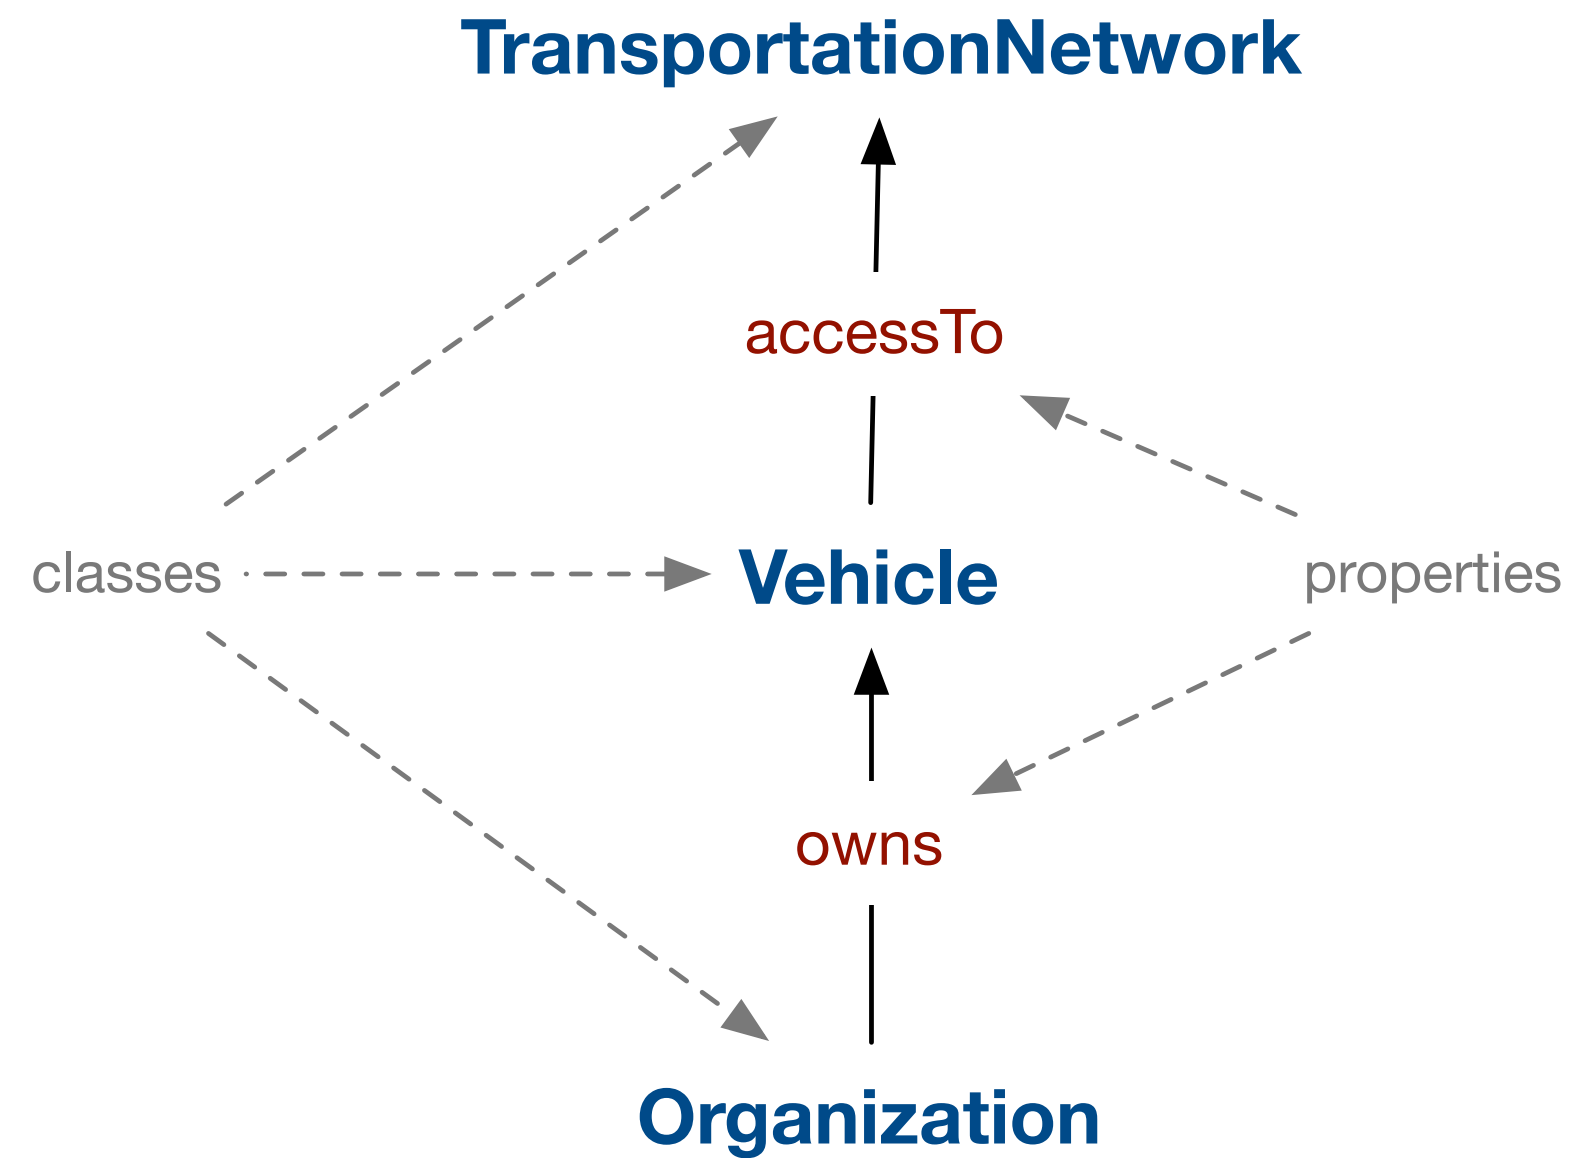 TransportationNetwork
accessTo
classes
Vehicle
properties
owns
Organization